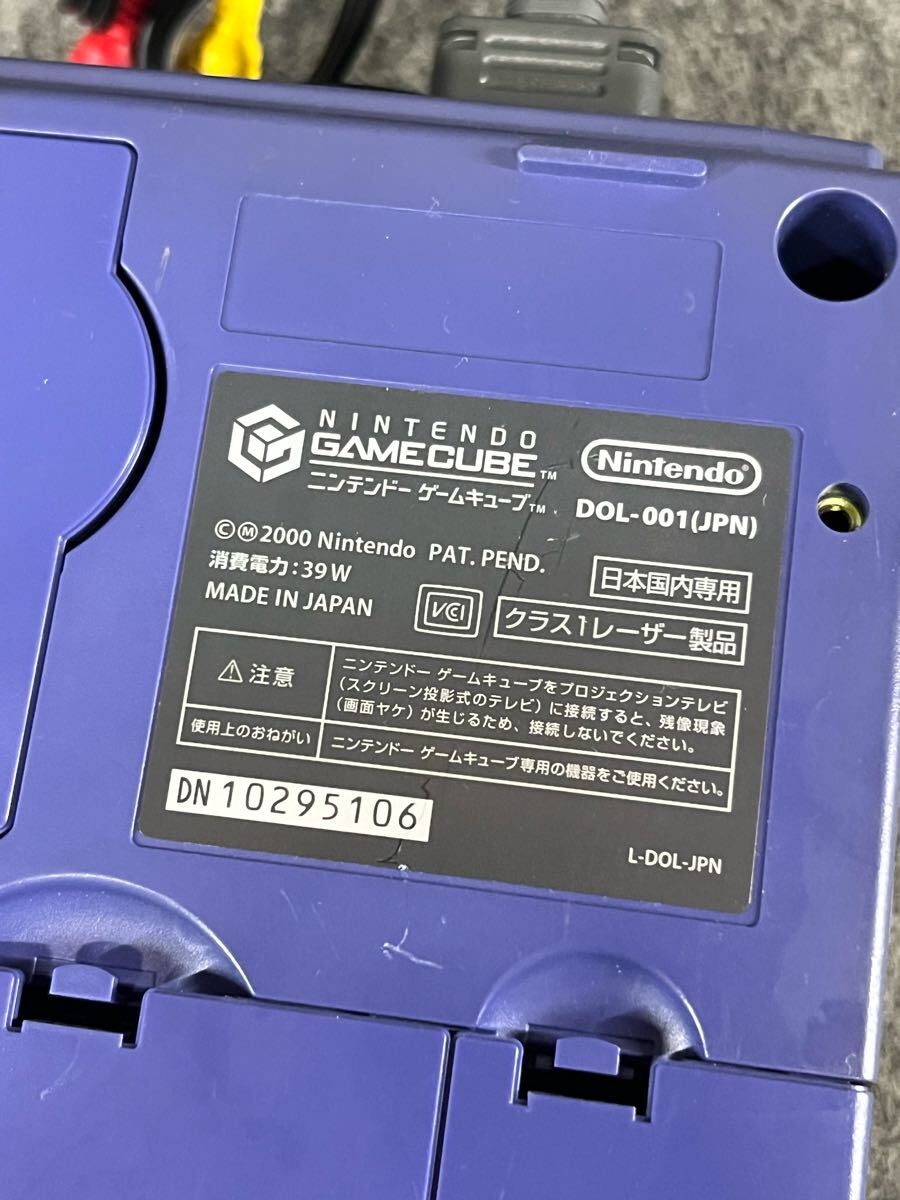 NINTENDO
GAMECUBE™
ニンテンドー ゲームキューブ™
Nintendo®
DOL-001(JPN)
©Ⓜ2000 Nintendo PAT. PEND.
消費電力:39W
MADE IN JAPAN
VCI
日本国内専用
クラス1レーザー製品
⚠注意
ニンテンドー ゲームキューブをプロジェクションテレビ
(スクリーン投影式のテレビ)に接続すると、残像現象
(画面ヤケ)が生じるため、接続しないでください。
使用上のおねがい
ニンテンドー ゲームキューブ専用の機器をご使用ください。
DN10295106
L-DOL-JPN